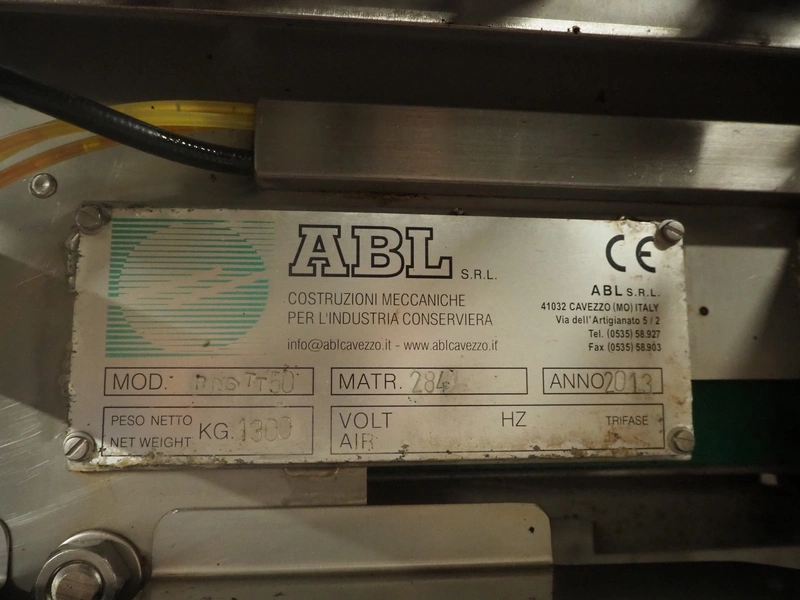 ABL S.R.L.
COSTRUZIONI MECCANICHE
PER L'INDUSTRIA CONSERVIERA
info@ablcavezzo.it - www.ablcavezzo.it
CE
ABL S.R.L.
41032 CAVEZZO (MO) ITALY
Via dell'Artigianato 5/2
Tel. (0535) 58.927
Fax (0535) 58.903
MOD.
MATR.
ANNO 2013
PESO NETTO
NET WEIGHT
KG. 1300
VOLT HZ TRIFASE
AIR